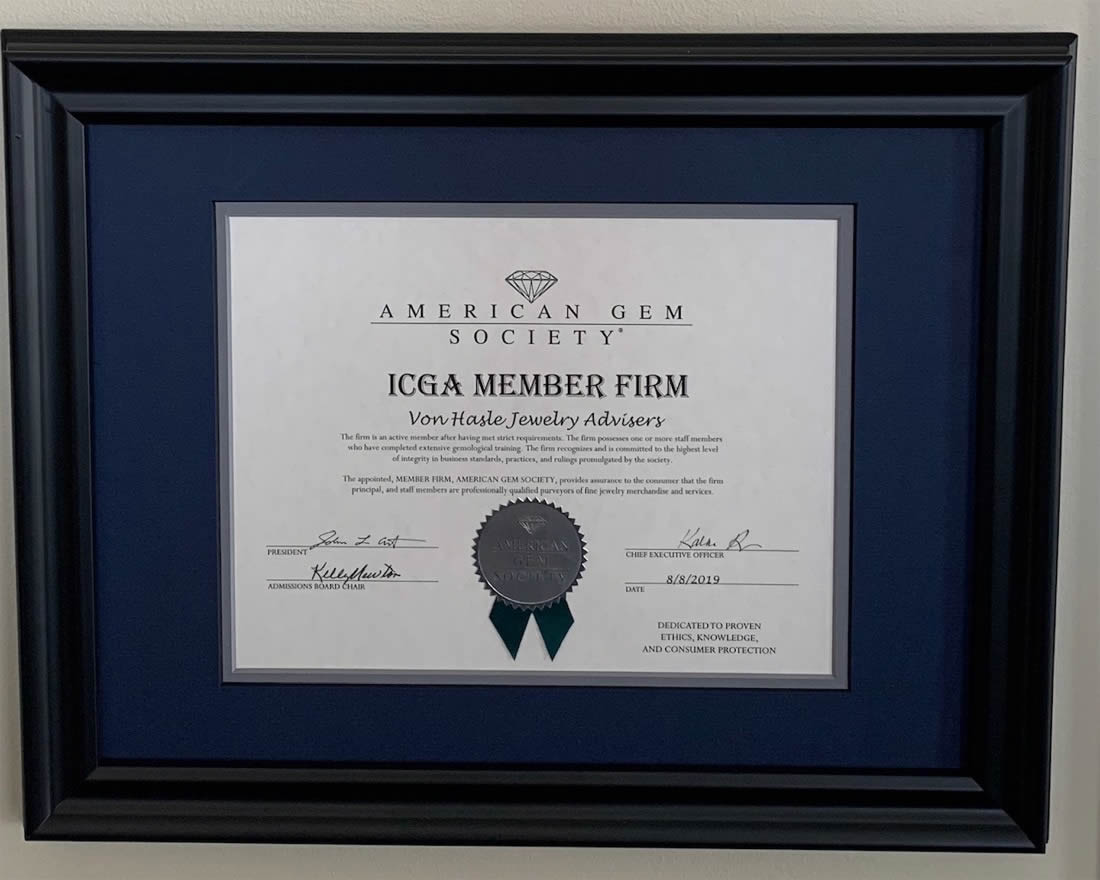 AMERICAN GEM
SOCIETY®
ICGA MEMBER FIRM
Von Hasle Jewelry Advisers
The firm is an active member after having met strict requirements. The firm possesses one or more staff members
who have completed extensive gemological training. The firm recognizes and is committed to the highest level
of integrity in business standards, practices, and rulings promulgated by the society.
The appointed, MEMBER FIRM, AMERICAN GEM SOCIETY, provides assurance to the consumer that the firm
principal, and staff members are professionally qualified purveyors of fine jewelry merchandise and services.
PRESIDENT
Kelly Newton
ADMISSIONS BOARD CHAIR
AMERICAN
GEM
SOCIETY
CHIEF EXECUTIVE OFFICER
8/8/2019
DATE
DEDICATED TO PROVEN
ETHICS, KNOWLEDGE,
AND CONSUMER PROTECTION